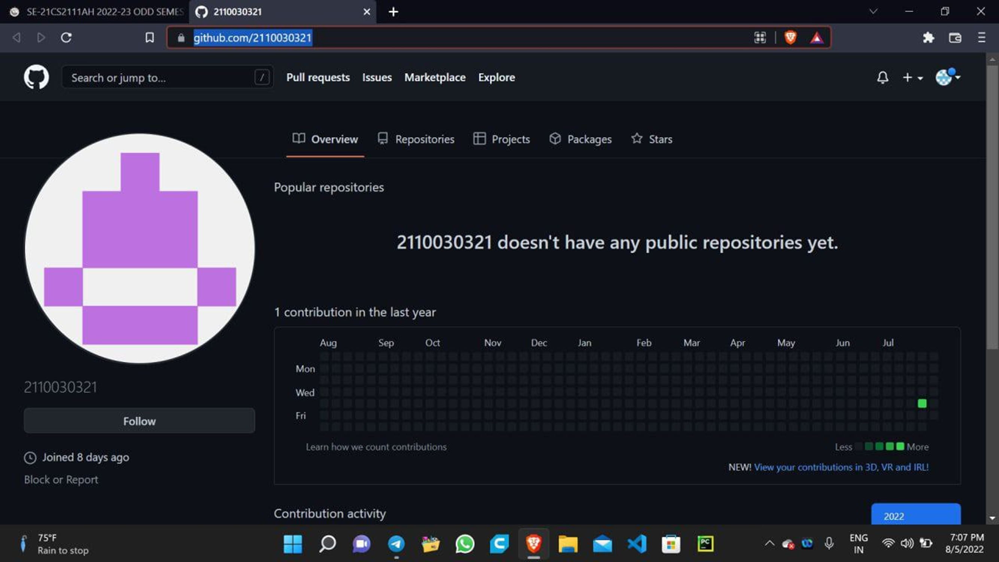 SE-21CS2111AH 2022-23 ODD SEMES
2110030321
github.com/2110030321
Search or jump to...
/
Pull requests
Issues
Marketplace
Explore
Overview
Repositories
Projects
Packages
Stars
Popular repositories
2110030321 doesn't have any public repositories yet.
1 contribution in the last year
Aug Sep Oct Nov Dec Jan Feb Mar Apr May Jun Jul
Mon
Wed
Fri
Learn how we count contributions
Less
More
NEW! View your contributions in 3D, VR and IRL!
2110030321
Follow
Joined 8 days ago
Block or Report
Contribution activity
2022
75°F
Rain to stop
PC
ENG
IN
7:07 PM
8/5/2022